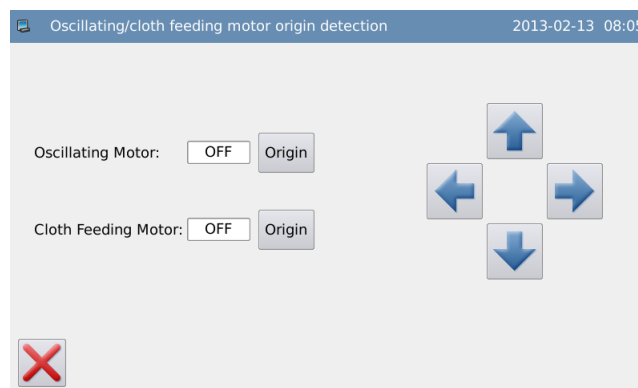 Oscillating/cloth feeding motor origin detection 2013-02-13 08:05
Oscillating Motor: OFF Origin
Cloth Feeding Motor: OFF Origin